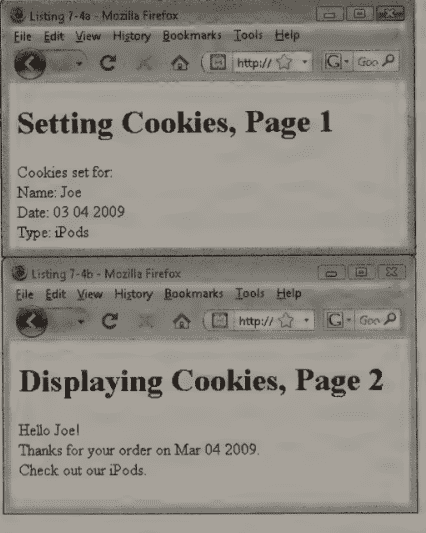 Listing 7-4a - Mozilla Firefox
File Edit View History Bookmarks Tools Help
http:// G Goo
Setting Cookies, Page 1
Cookies set for:
Name: Joe
Date: 03 04 2009
Type: iPods
Listing 7-4b - Mozilla Firefox
File Edit View History Bookmarks Tools Help
http:// G Goo
Displaying Cookies, Page 2
Hello Joe!
Thanks for your order on Mar 04 2009.
Check out our iPods.